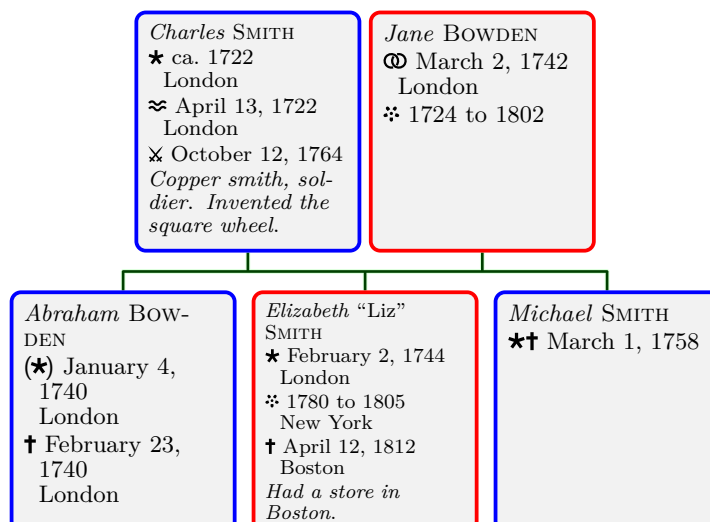 Charles SMITH
★ ca. 1722
London
≈ April 13, 1722
London
⚔ October 12, 1764
Copper smith, sol-
dier. Invented the
square wheel.
Jane BOWDEN
⚭ March 2, 1742
London
1724 to 1802
Abraham BOW-
DEN
(★) January 4,
1740
London
† February 23,
1740
London
Elizabeth “Liz”
SMITH
★ February 2, 1744
London
1780 to 1805
New York
† April 12, 1812
Boston
Had a store in
Boston.
Michael SMITH
★† March 1, 1758